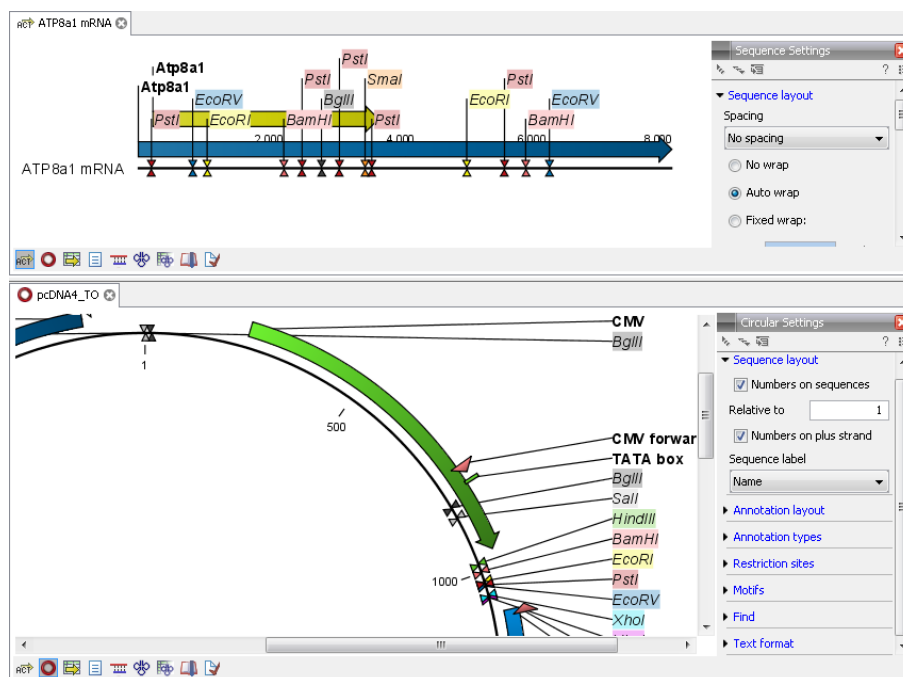 ATP8a1 mRNA
Atp8a1
Atp8a1
PstI
EcoRV
EcoRI
BamHI
PstI
BglII
PstI
SmaI
PstI
EcoRI
PstI
BamHI
EcoRV
2,000
4,000
6,000
8,000
ATP8a1 mRNA
Sequence Settings
?
Sequence layout
Spacing
No spacing
No wrap
Auto wrap
Fixed wrap:
pcDNA4_TO
1
500
1000
CMV
BglII
CMV forwar
TATA box
BglII
SalI
HindIII
BamHI
EcoRI
PstI
EcoRV
XhoI
Circular Settings
?
Sequence layout
Numbers on sequences
Relative to
1
Numbers on plus strand
Sequence label
Name
Annotation layout
Annotation types
Restriction sites
Motifs
Find
Text format